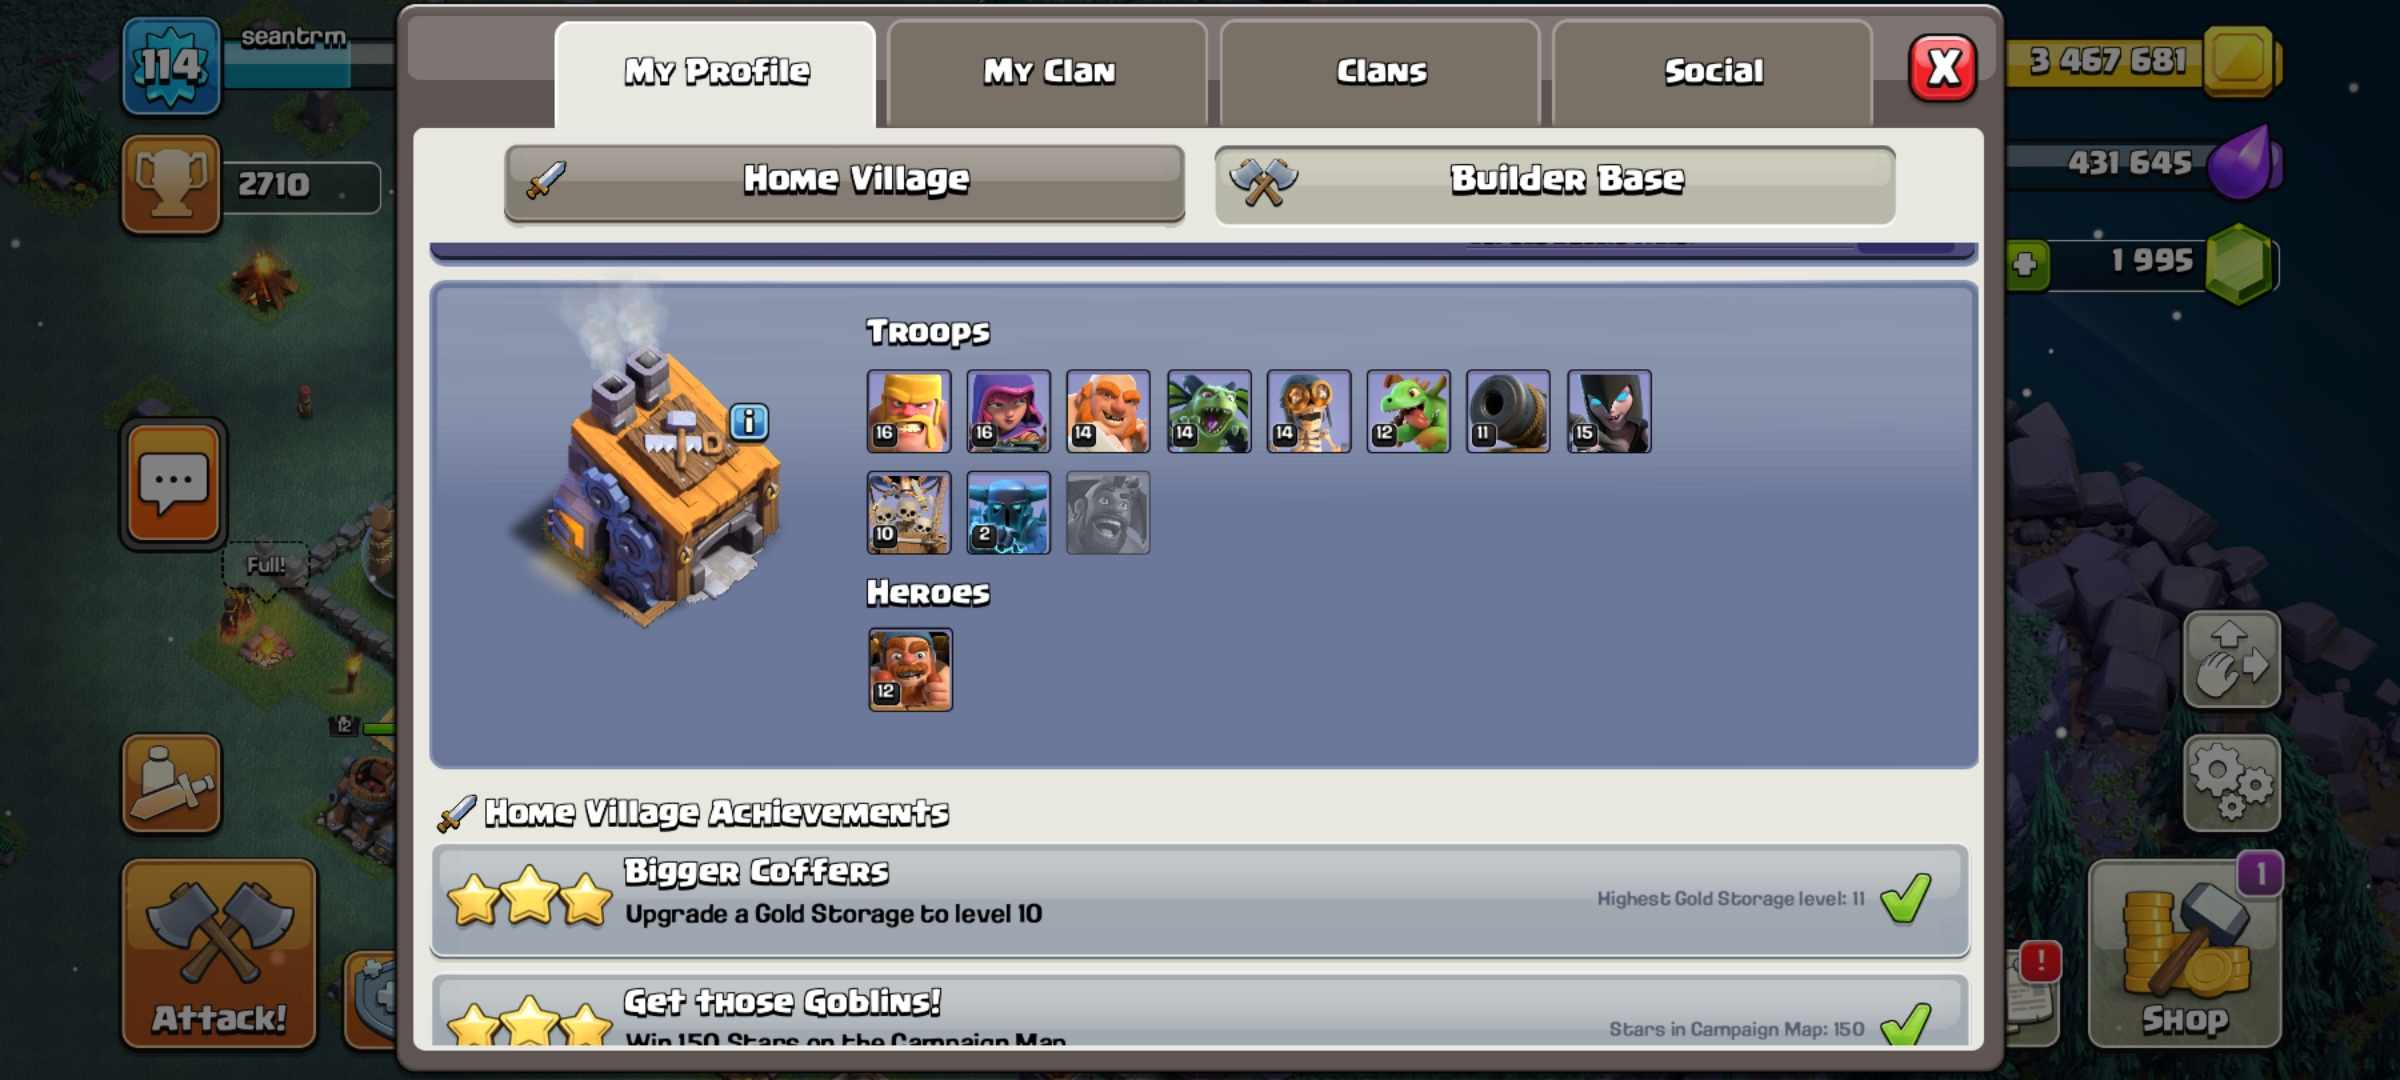 114
seantrm
My Profile
My Clan
Clans
Social
X
3 467 681
2710
Home Village
Builder Base
431 645
1 995
Troops
16
16
14
14
14
12
11
15
10
2
Full!
Heroes
12
12
Home Village Achievements
Bigger Coffers
Upgrade a Gold Storage to level 10
Highest Gold Storage level: 11
1
Get those Goblins!
Win 150 Stars on the Campaign Map
Stars in Campaign Map: 150
!
Attack!
Shop